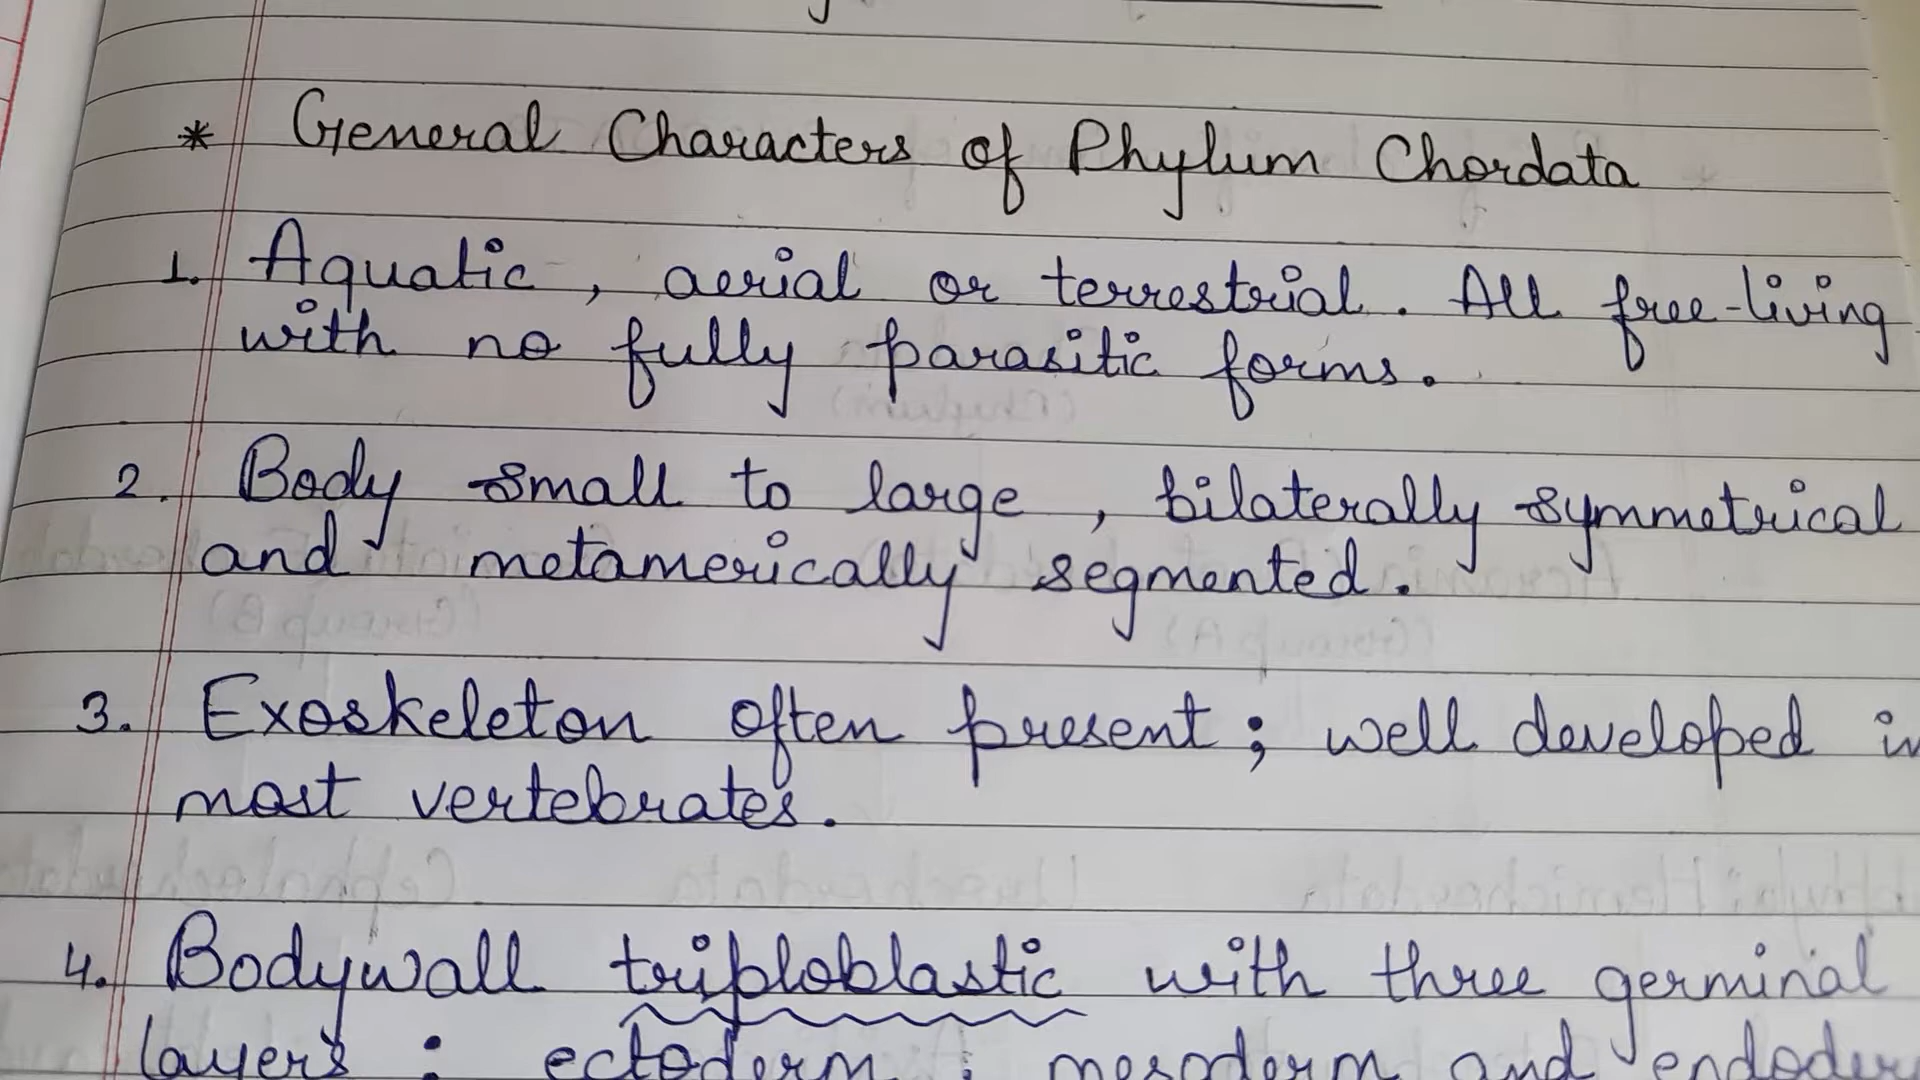 * General Characters of Phylum Chordata
1. Aquatic, aerial or terrestrial. All free-living
with no fully parasitic forms.
2. Body small to large, bilaterally symmetrical
and metamerically segmented.
3. Exoskeleton often present; well developed in
most vertebrates.
4. Bodywall triploblastic with three germinal
layers : ectoderm, mesoderm and